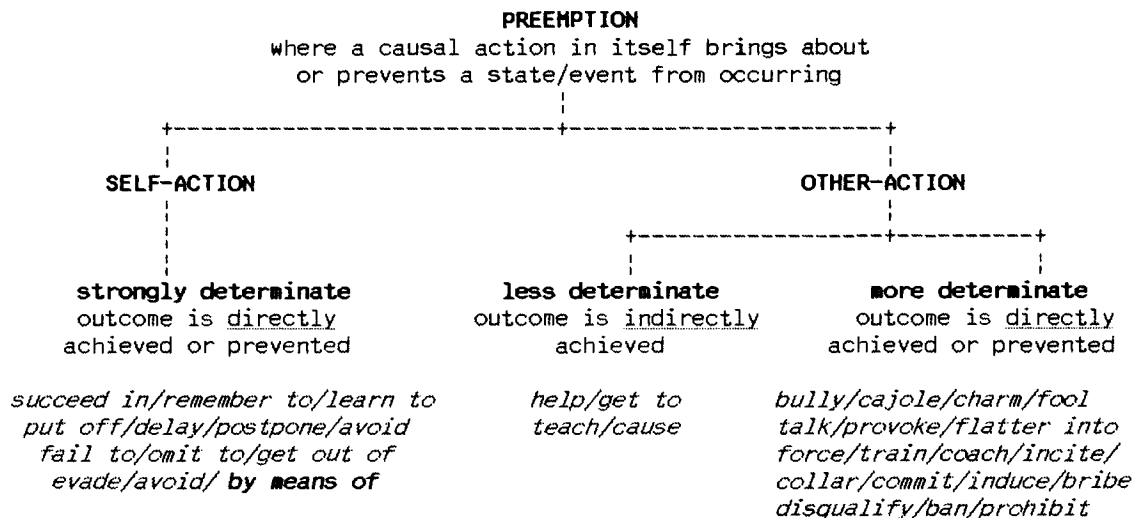 PREEMPTION
where a causal action in itself brings about
or prevents a state/event from occurring
SELF-ACTION OTHER-ACTION
strongly determinate less determinate more determinate
outcome is directly outcome is indirectly outcome is directly
achieved or prevented achieved achieved or prevented
succeed in/remember to/learn to help/get to bully/cajole/charm/fool
put off/delay/postpone/avoid teach/cause talk/provoke/flatter into
fail to/omit to/get out of force/train/coach/incite/
evade/avoid/ by means of collar/commit/induce/bribe
disqualify/ban/prohibit